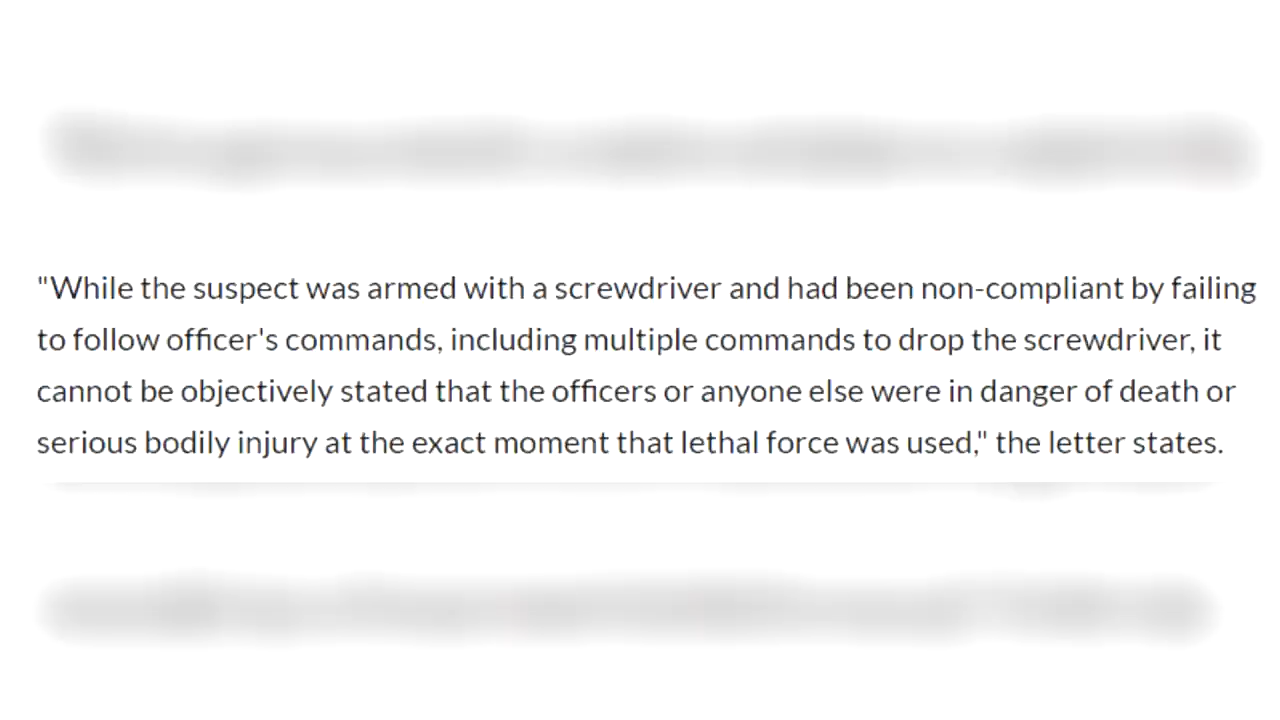 "While the suspect was armed with a screwdriver and had been non-compliant by failing
to follow officer's commands, including multiple commands to drop the screwdriver, it
cannot be objectively stated that the officers or anyone else were in danger of death or
serious bodily injury at the exact moment that lethal force was used," the letter states.